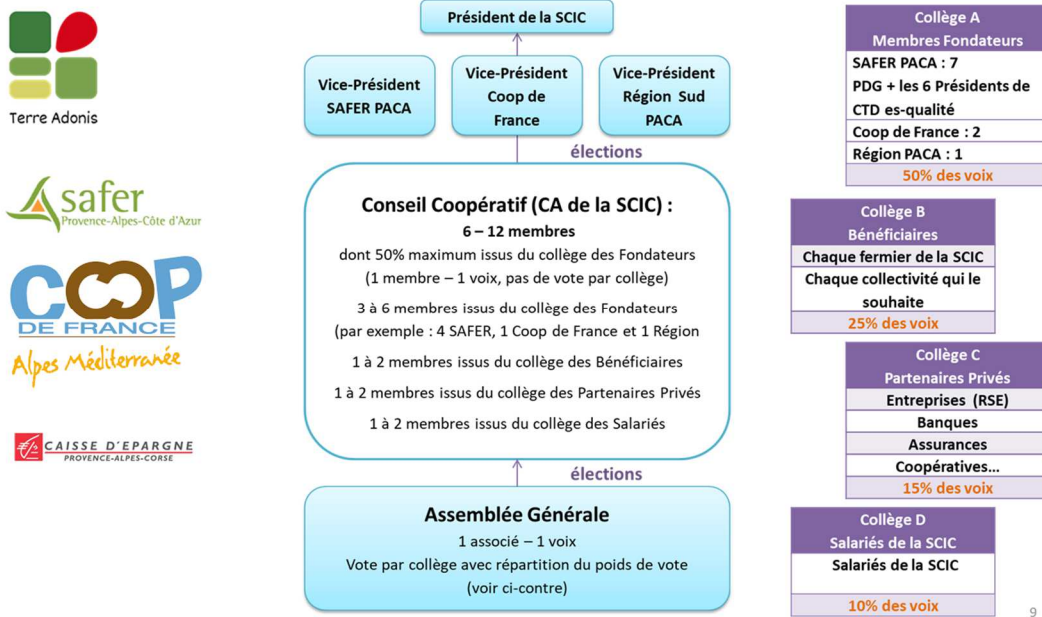 Terre Adonis
safer
Provence-Alpes-Côte d'Azur
COOP
DE FRANCE
Alpes Méditerranée
CAISSE D'EPARGNE
PROVENCE-ALPES-CORSE
Président de la SCIC
Vice-Président
SAFER PACA
Vice-Président
Coop de
France
Vice-Président
Région Sud
PACA
élections
Conseil Coopératif (CA de la SCIC) :
6 – 12 membres
dont 50% maximum issus du collège des Fondateurs
(1 membre – 1 voix, pas de vote par collège)
3 à 6 membres issus du collège des Fondateurs
(par exemple : 4 SAFER, 1 Coop de France et 1 Région
1 à 2 membres issus du collège des Bénéficiaires
1 à 2 membres issus du collège des Partenaires Privés
1 à 2 membres issus du collège des Salariés
élections
Assemblée Générale
1 associé – 1 voix
Vote par collège avec répartition du poids de vote
(voir ci-contre)
Collège A
Membres Fondateurs
SAFER PACA : 7
PDG + les 6 Présidents de
CTD es-qualité
Coop de France : 2
Région PACA : 1
50% des voix
Collège B
Bénéficiaires
Chaque fermier de la SCIC
Chaque collectivité qui le
souhaite
25% des voix
Collège C
Partenaires Privés
Entreprises (RSE)
Banques
Assurances
Coopératives...
15% des voix
Collège D
Salariés de la SCIC
Salariés de la SCIC
10% des voix
9